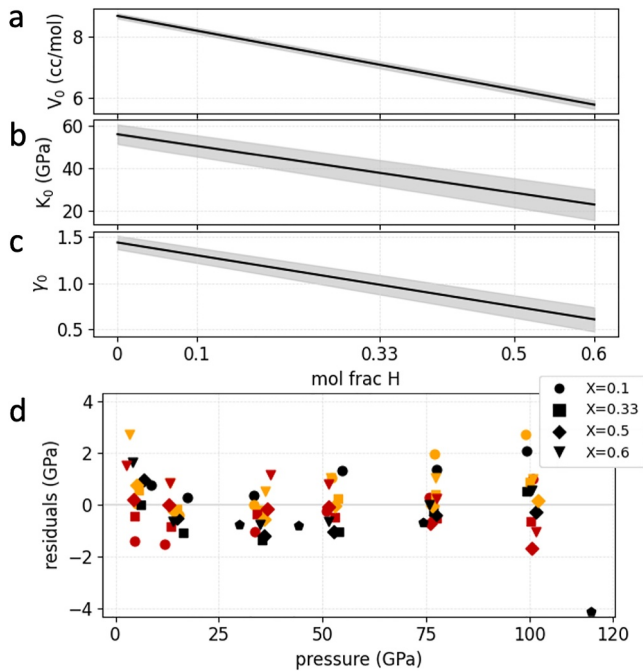 a
8
6
V₀ (cc/mol)
b
60
40
20
K₀ (GPa)
c
1.5
1.0
0.5
γ₀
0 0.1 0.33 0.5 0.6
mol frac H
d
X=0.1
X=0.33
X=0.5
X=0.6
4
2
0
−2
−4
residuals (GPa)
0 25 50 75 100 120
pressure (GPa)